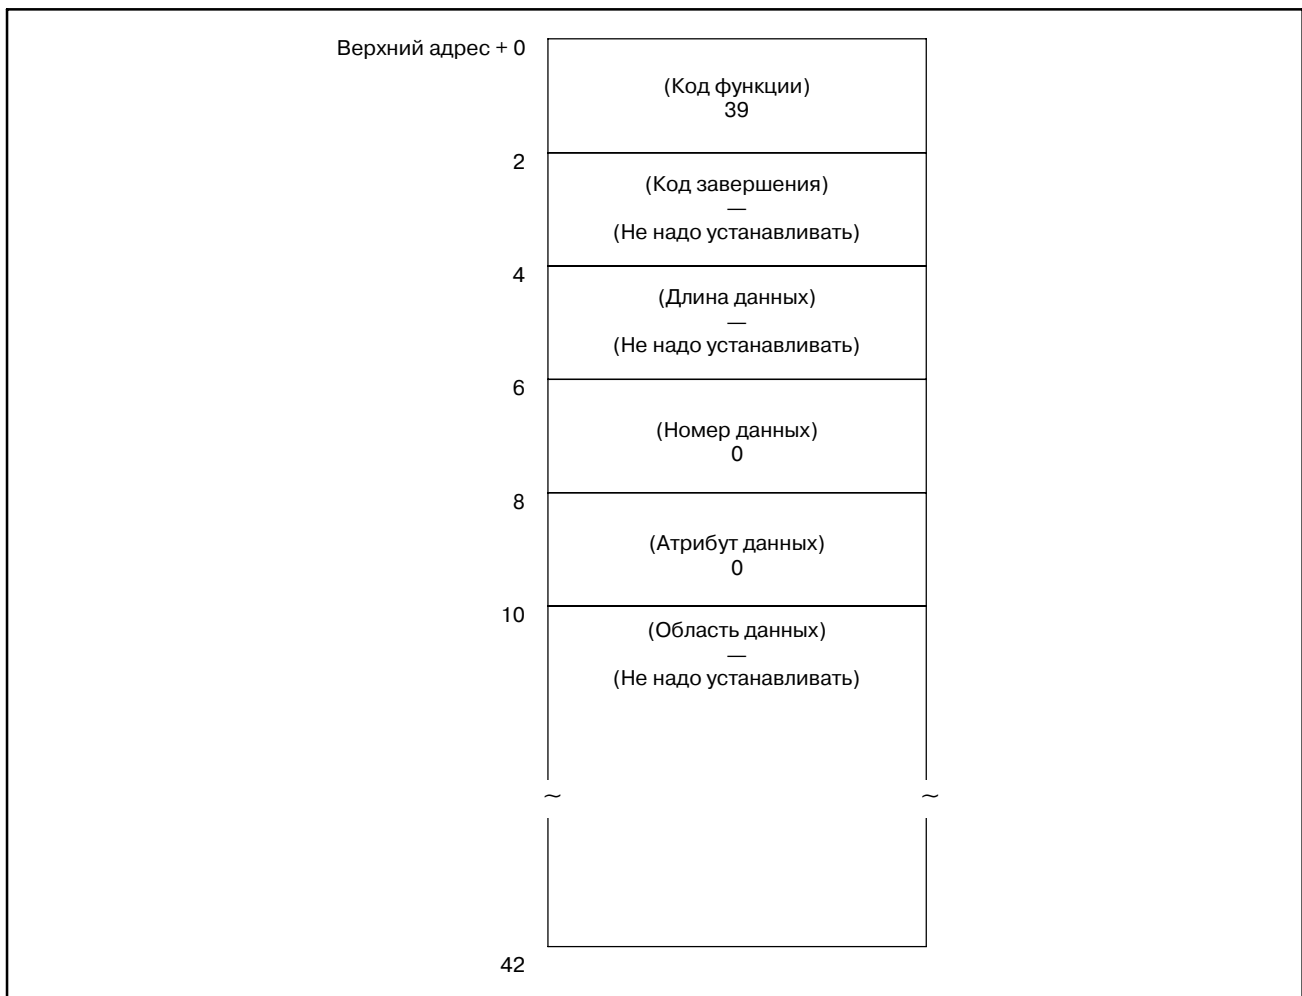 Верхний адрес + 0
(Код функции)
39
2
(Код завершения)
—
(Не надо устанавливать)
4
(Длина данных)
—
(Не надо устанавливать)
6
(Номер данных)
0
8
(Атрибут данных)
0
10
(Область данных)
—
(Не надо устанавливать)
~ ~
42